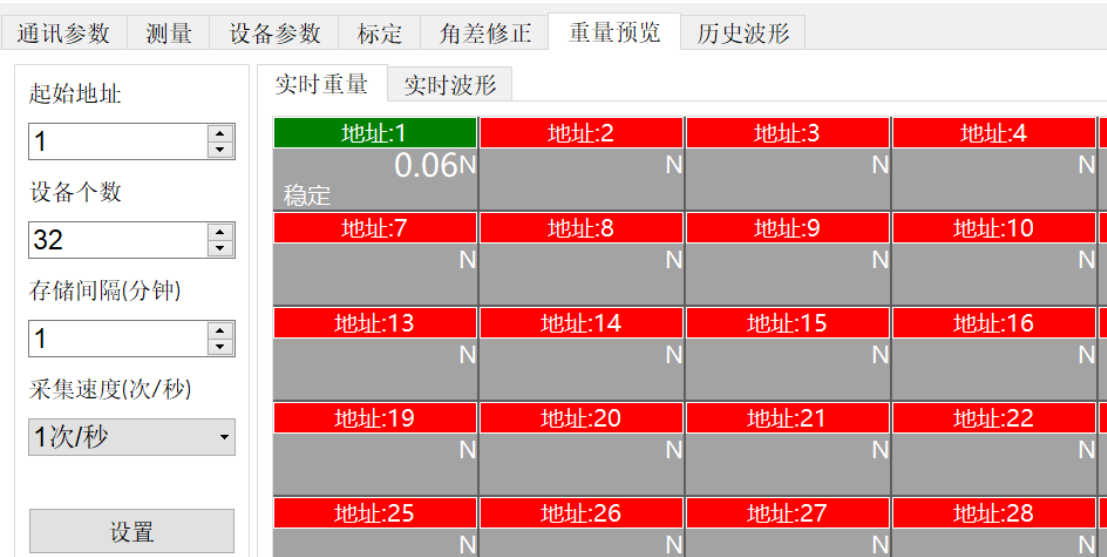 通讯参数 测量 设备参数 标定 角差修正 重量预览 历史波形
起始地址
1
设备个数
32
存储间隔(分钟)
1
采集速度(次/秒)
1次/秒
设置
实时重量 实时波形
地址:1 地址:2 地址:3 地址:4
0.06N N N N
稳定
地址:7 地址:8 地址:9 地址:10
N N N N
地址:13 地址:14 地址:15 地址:16
N N N N
地址:19 地址:20 地址:21 地址:22
N N N N
地址:25 地址:26 地址:27 地址:28
N N N N